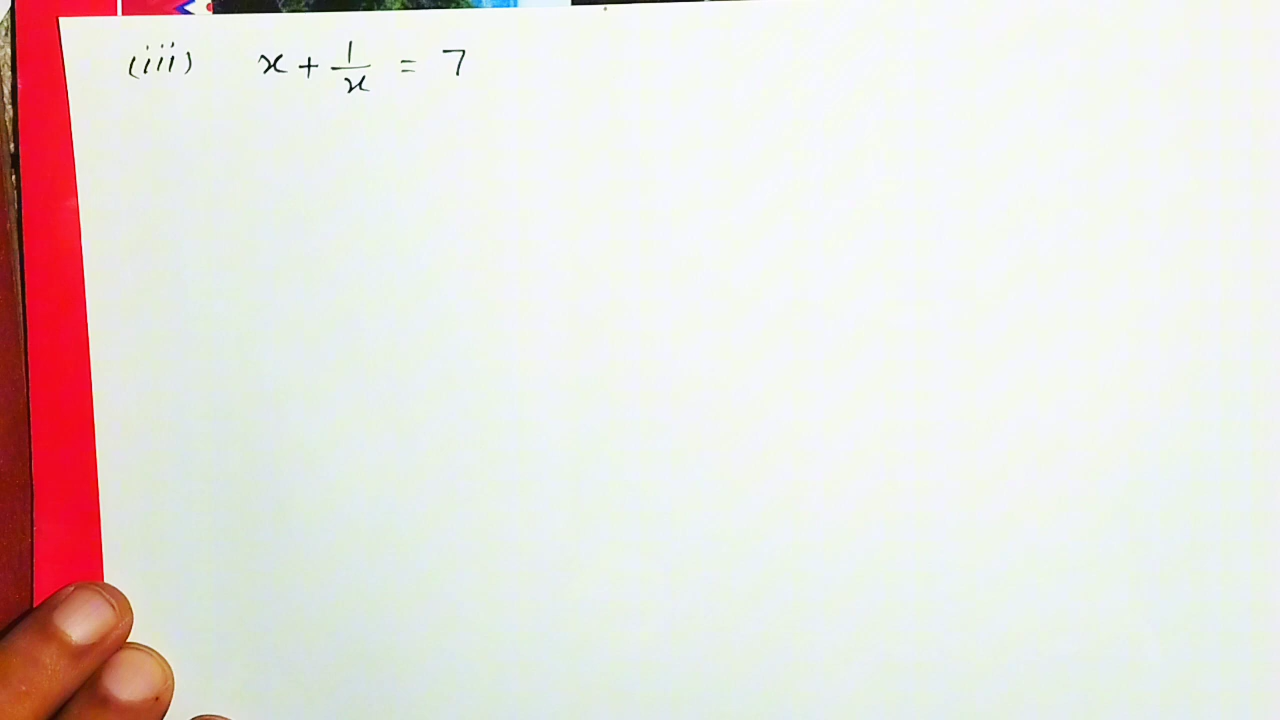 (iii) x + 1/x = 7